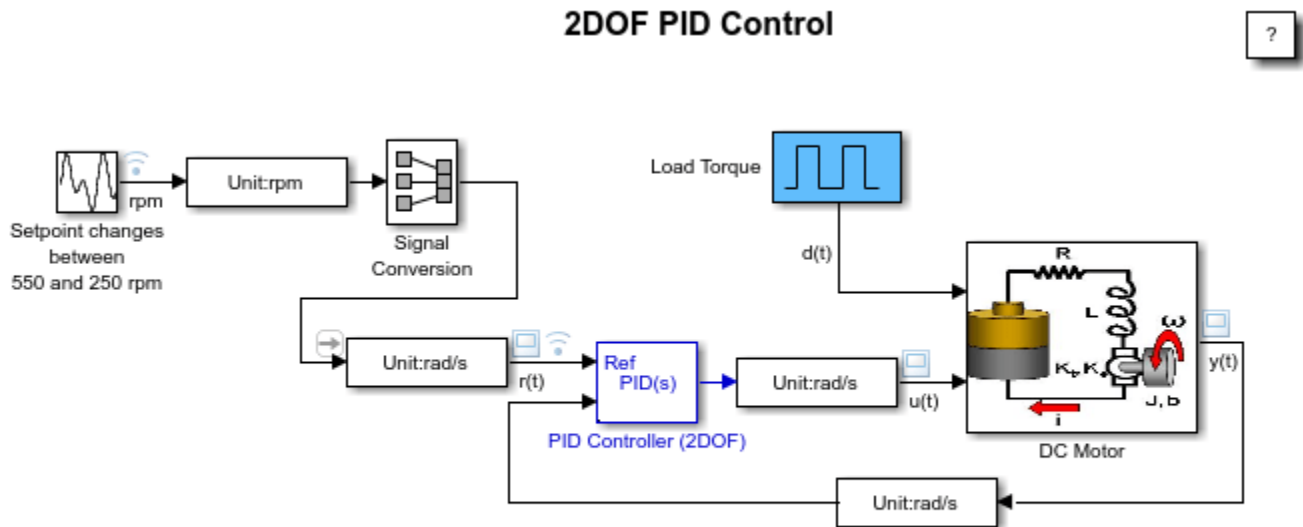 2DOF PID Control
?
Load Torque
Unit:rpm
rpm
Setpoint changes
between
550 and 250 rpm
Signal
Conversion
d(t)
R
L
ω
Unit:rad/s
r(t)
Ref
PID(s)
Unit:rad/s
u(t)
y(t)
J, b
i
PID Controller (2DOF)
DC Motor
Unit:rad/s